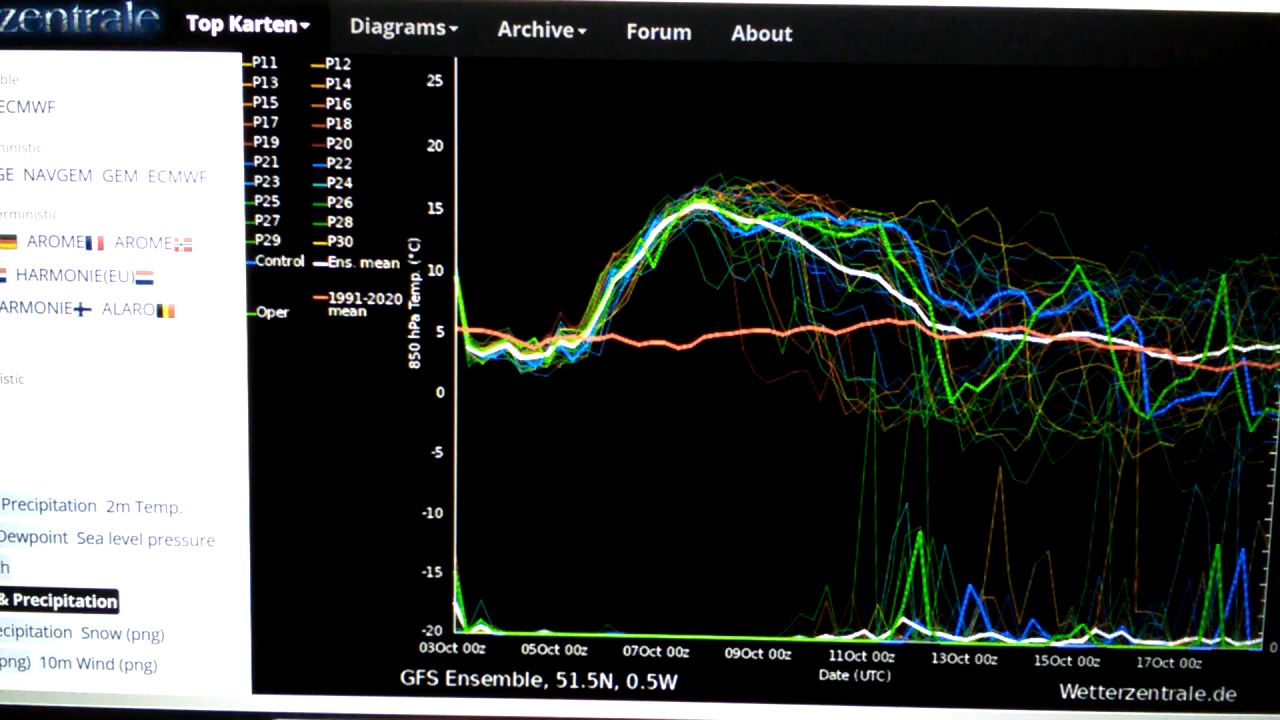 zentrale Top Karten Diagrams Archive Forum About
ble
ECMWF
ninistic
GE NAVGEM GEM ECMWF
erministic
AROME AROME
HARMONIE(EU)
ARMONIE ALARO
istic
Precipitation 2m Temp.
Dewpoint Sea level pressure
h
& Precipitation
ecipitation Snow (png)
png) 10m Wind (png)
P11 P12
P13 P14
P15 P16
P17 P18
P19 P20
P21 P22
P23 P24
P25 P26
P27 P28
P29 P30
Control Ens. mean
Oper 1991-2020
mean
850 hPa Temp. (°C)
25
20
15
10
5
0
-5
-10
-15
-20
0
03Oct 00z 05Oct 00z 07Oct 00z 09Oct 00z 11Oct 00z 13Oct 00z 15Oct 00z 17Oct 00z
Date (UTC)
GFS Ensemble, 51.5N, 0.5W
Wetterzentrale.de